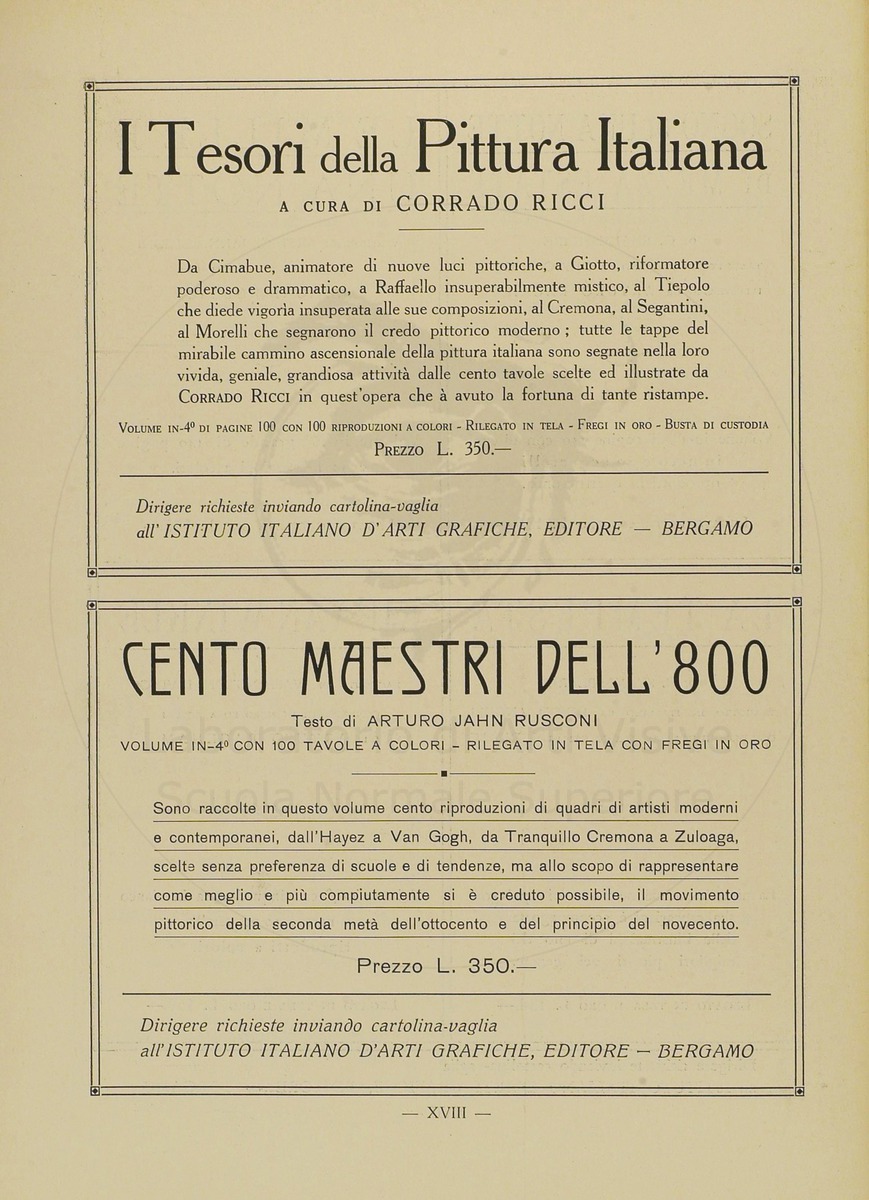 I Tesori della Pittura Italiana
A CURA DI CORRADO RICCI
Da Cimabue, animatore di nuove luci pittoriche, a Giotto, riformatore
poderoso e drammatico, a Raffaello insuperabilmente mistico, al Tiepolo
che diede vigorìa insuperata alle sue composizioni, al Cremona, al Segantini,
al Morelli che segnarono il credo pittorico moderno ; tutte le tappe del
mirabile cammino ascensionale della pittura italiana sono segnate nella loro
vivida, geniale, grandiosa attività dalle cento tavole scelte ed illustrate da
CORRADO RICCI in quest'opera che à avuto la fortuna di tante ristampe.
VOLUME IN-4º DI PAGINE 100 CON 100 RIPRODUZIONI A COLORI - RILEGATO IN TELA - FREGI IN ORO - BUSTA DI CUSTODIA
PREZZO L. 350.—
Dirigere richieste inviando cartolina-vaglia
all'ISTITUTO ITALIANO D'ARTI GRAFICHE, EDITORE — BERGAMO
CENTO MAESTRI DELL'800
Testo di ARTURO JAHN RUSCONI
VOLUME IN-4º CON 100 TAVOLE A COLORI - RILEGATO IN TELA CON FREGI IN ORO
Sono raccolte in questo volume cento riproduzioni di quadri di artisti moderni
e contemporanei, dall'Hayez a Van Gogh, da Tranquillo Cremona a Zuloaga,
scelte senza preferenza di scuole e di tendenze, ma allo scopo di rappresentare
come meglio e più compiutamente si è creduto possibile, il movimento
pittorico della seconda metà dell'ottocento e del principio del novecento.
Prezzo L. 350.—
Dirigere richieste inviando cartolina-vaglia
all'ISTITUTO ITALIANO D'ARTI GRAFICHE, EDITORE — BERGAMO
— XVIII —